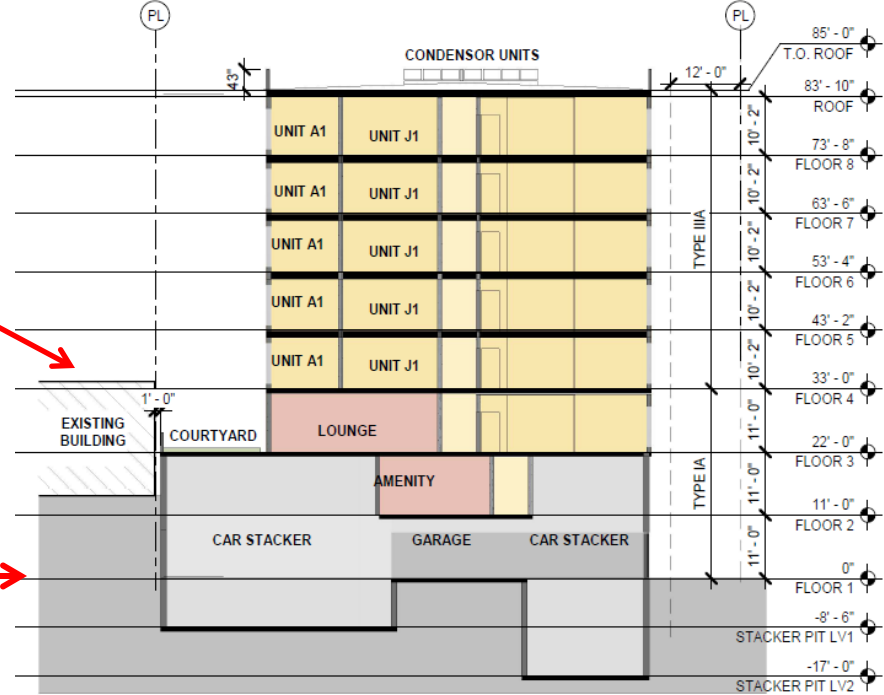 PL
PL
85' - 0"
T.O. ROOF
CONDENSOR UNITS
43"
12' - 0"
83' - 10"
ROOF
UNIT A1
UNIT J1
10' - 2"
73' - 8"
FLOOR 8
UNIT A1
UNIT J1
10' - 2"
63' - 6"
FLOOR 7
TYPE IIIA
UNIT A1
UNIT J1
10' - 2"
53' - 4"
FLOOR 6
UNIT A1
UNIT J1
10' - 2"
43' - 2"
FLOOR 5
UNIT A1
UNIT J1
10' - 2"
33' - 0"
FLOOR 4
1' - 0"
EXISTING
BUILDING
COURTYARD
LOUNGE
11' - 0"
22' - 0"
FLOOR 3
AMENITY
TYPE IA
11' - 0"
11' - 0"
FLOOR 2
CAR STACKER
GARAGE
CAR STACKER
11' - 0"
0"
FLOOR 1
-8' - 6"
STACKER PIT LV1
-17' - 0"
STACKER PIT LV2